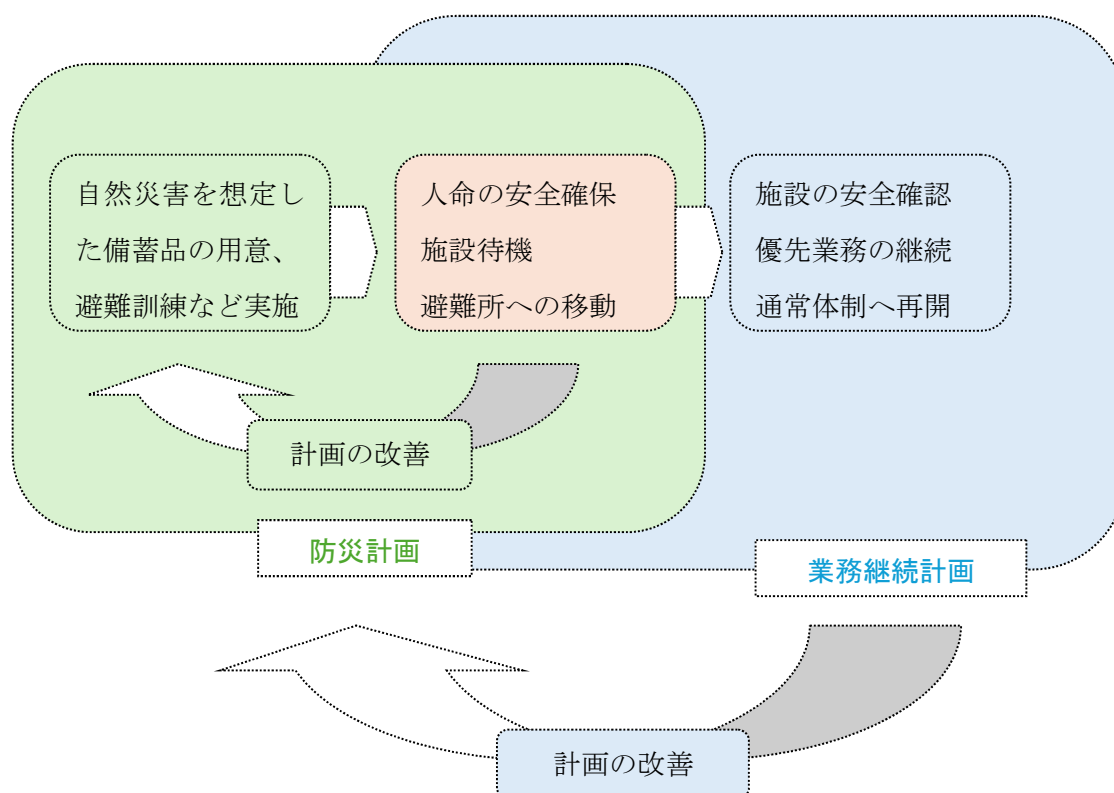 自然災害を想定し
た備蓄品の用意、
避難訓練など実施
人命の安全確保
施設待機
避難所への移動
施設の安全確認
優先業務の継続
通常体制へ再開
計画の改善
防災計画
業務継続計画
計画の改善